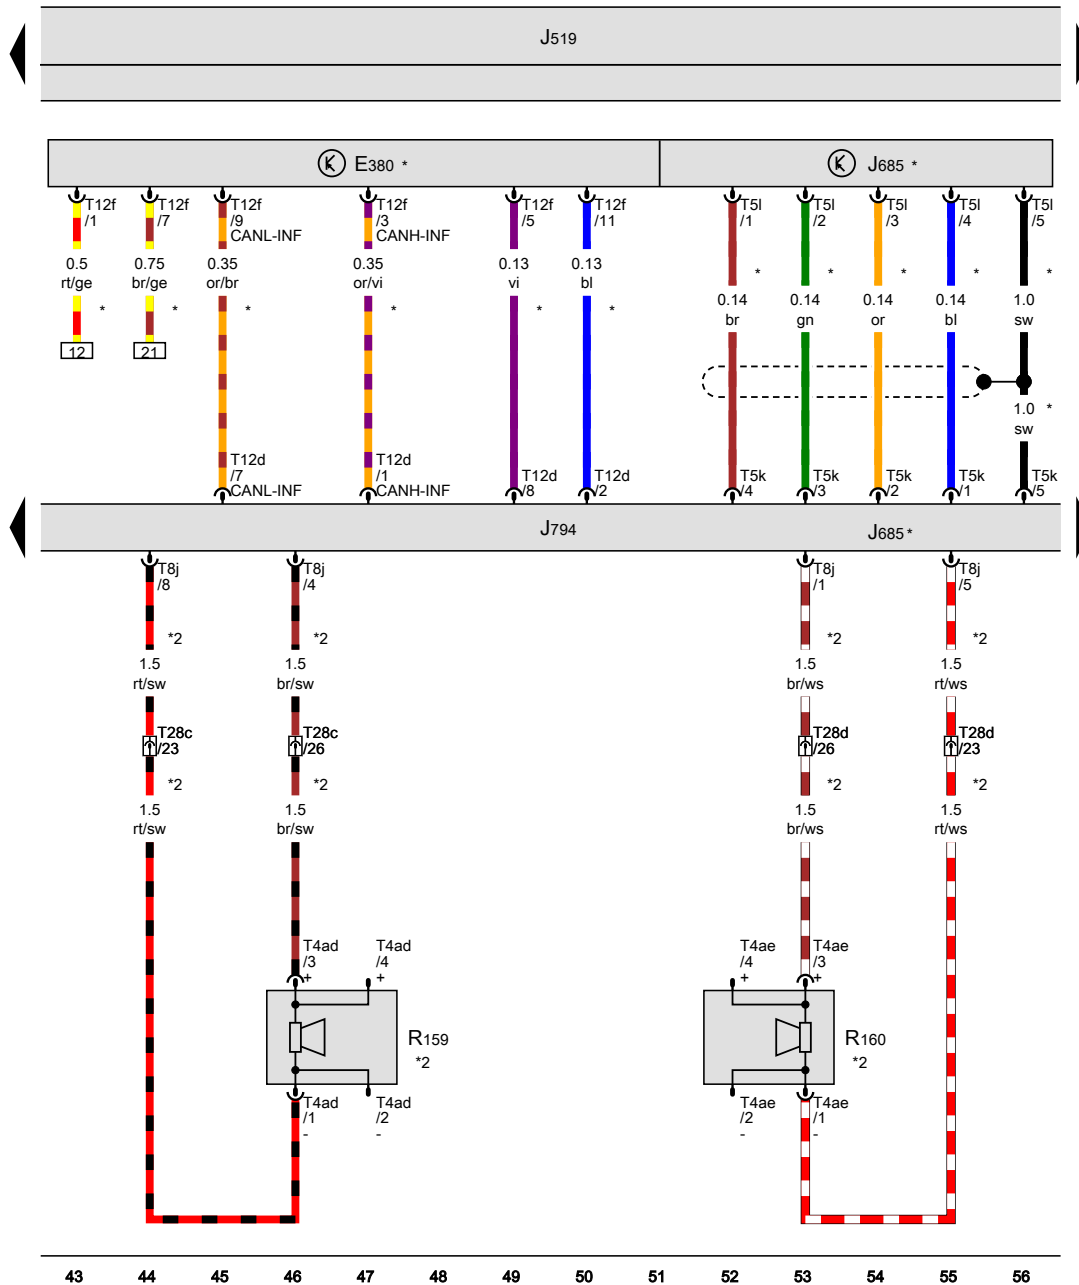 J519
E380 *
J685 *
T12f
/1
T12f
/7
T12f
/9
CANL-INF
T12f
/3
CANH-INF
T12f
/5
T12f
/11
T5l
/1
T5l
/2
T5l
/3
T5l
/4
T5l
/5
0.5
rt/ge
*
0.75
br/ge
*
0.35
or/br
*
0.35
or/vi
*
0.13
vi
*
0.13
bl
*
*
0.14
br
*
0.14
gn
*
0.14
or
*
0.14
bl
*
1.0
sw
12
21
1.0 *
sw
T12d
/7
CANL-INF
T12d
/1
CANH-INF
T12d
/8
T12d
/2
T5k
/4
T5k
/3
T5k
/2
T5k
/1
T5k
/5
J794
J685 *
T8j
/8
T8j
/4
T8j
/1
T8j
/5
*2
*2
*2
*2
1.5
rt/sw
1.5
br/sw
1.5
br/ws
1.5
rt/ws
T28c
/23
T28c
/26
T28d
/26
T28d
/23
*2
*2
*2
*2
1.5
rt/sw
1.5
br/sw
1.5
br/ws
1.5
rt/ws
T4ad
/3
+
T4ad
/4
+
T4ae
/4
+
T4ae
/3
+
R159
*2
R160
*2
T4ad
/1
-
T4ad
/2
-
T4ae
/2
-
T4ae
/1
-
43 44 45 46 47 48 49 50 51 52 53 54 55 56